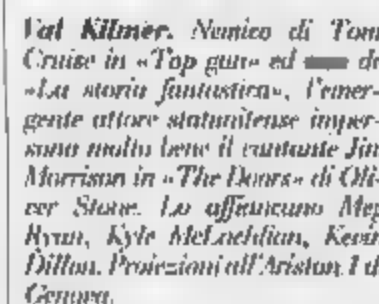 Val Kilmer. Nemico di Tom
Cruise in «Top gun» ed de
«La storia fantastica», l'emer-
gente attore statunitense imper-
sona molto bene il cantante Jim
Morrison in «The Doors» di Oli-
ver Stone. Lo affiancano Meg
Ryan, Kyle McLachlan, Kevin
Dillon. Proiezioni all'Ariston 1 di
Genova.